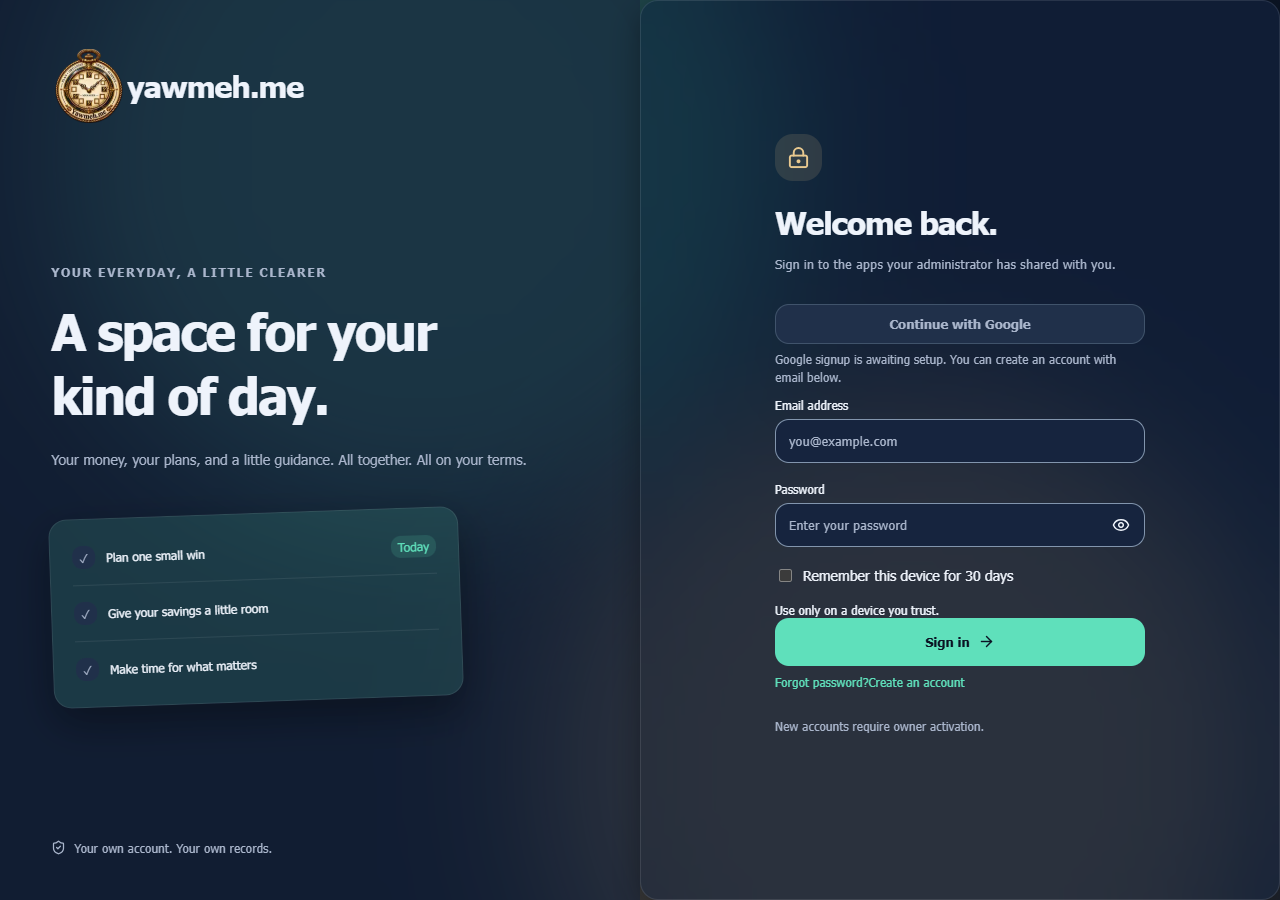 yawmeh.me
YOUR EVERYDAY, A LITTLE CLEARER
A space for your
kind of day.
Your money, your plans, and a little guidance. All together. All on your terms.
Plan one small win
Today
Give your savings a little room
Make time for what matters
Your own account. Your own records.
Welcome back.
Sign in to the apps your administrator has shared with you.
Continue with Google
Google signup is awaiting setup. You can create an account with
email below.
Email address
you@example.com
Password
Enter your password
Remember this device for 30 days
Use only on a device you trust.
Sign in
Forgot password?Create an account
New accounts require owner activation.